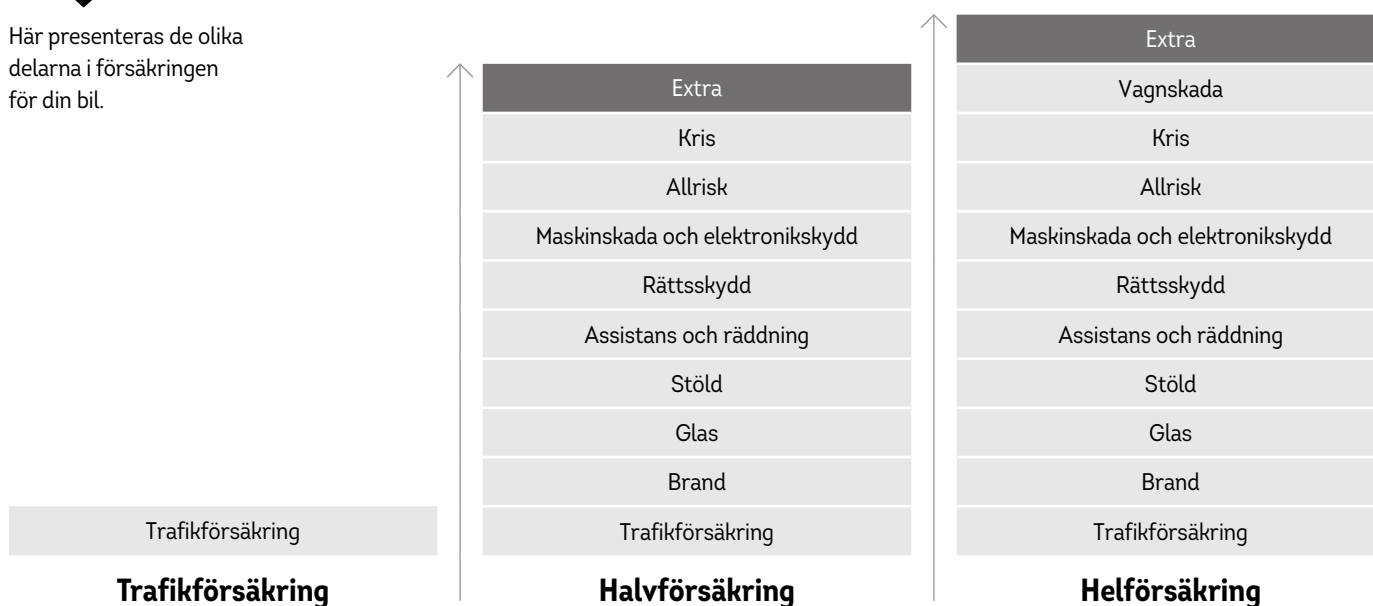 Här presenteras de olika
delarna i försäkringen
för din bil.
Trafikförsäkring
Trafikförsäkring
Extra
Kris
Allrisk
Maskinskada och elektronikskydd
Rättsskydd
Assistans och räddning
Stöld
Glas
Brand
Trafikförsäkring
Halvförsäkring
Extra
Vagnskada
Kris
Allrisk
Maskinskada och elektronikskydd
Rättsskydd
Assistans och räddning
Stöld
Glas
Brand
Trafikförsäkring
Helförsäkring